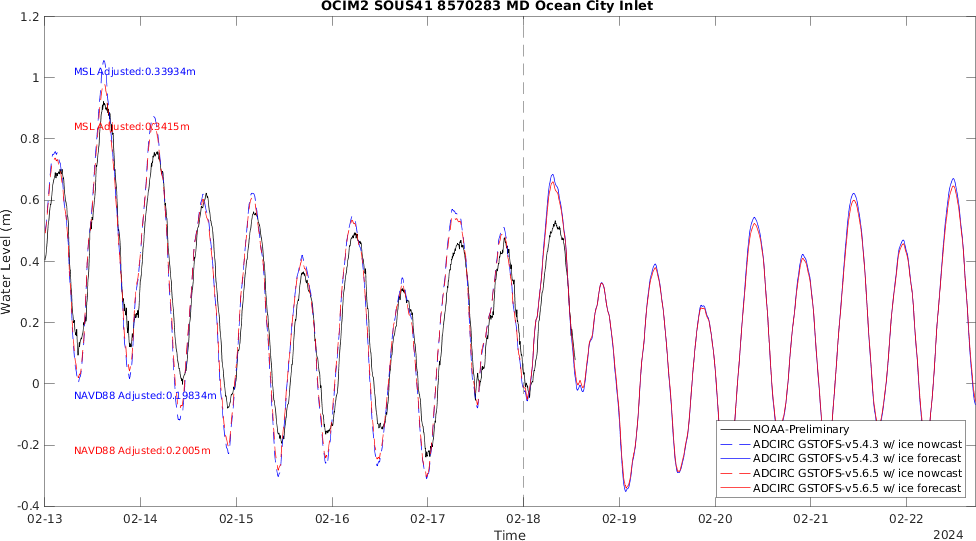 OCIM2 SOUS41 8570283 MD Ocean City Inlet
1.2
1
0.8
0.6
0.4
0.2
0
-0.2
-0.4
Water Level (m)
MSL Adjusted:0.33934m
MSL Adjusted:0.3415m
NAVD88 Adjusted:0.19834m
NAVD88 Adjusted:0.2005m
NOAA-Preliminary
ADCIRC GSTOFS-v5.4.3 w/ ice nowcast
ADCIRC GSTOFS-v5.4.3 w/ ice forecast
ADCIRC GSTOFS-v5.6.5 w/ ice nowcast
ADCIRC GSTOFS-v5.6.5 w/ ice forecast
02-13 02-14 02-15 02-16 02-17 02-18 02-19 02-20 02-21 02-22
Time
2024